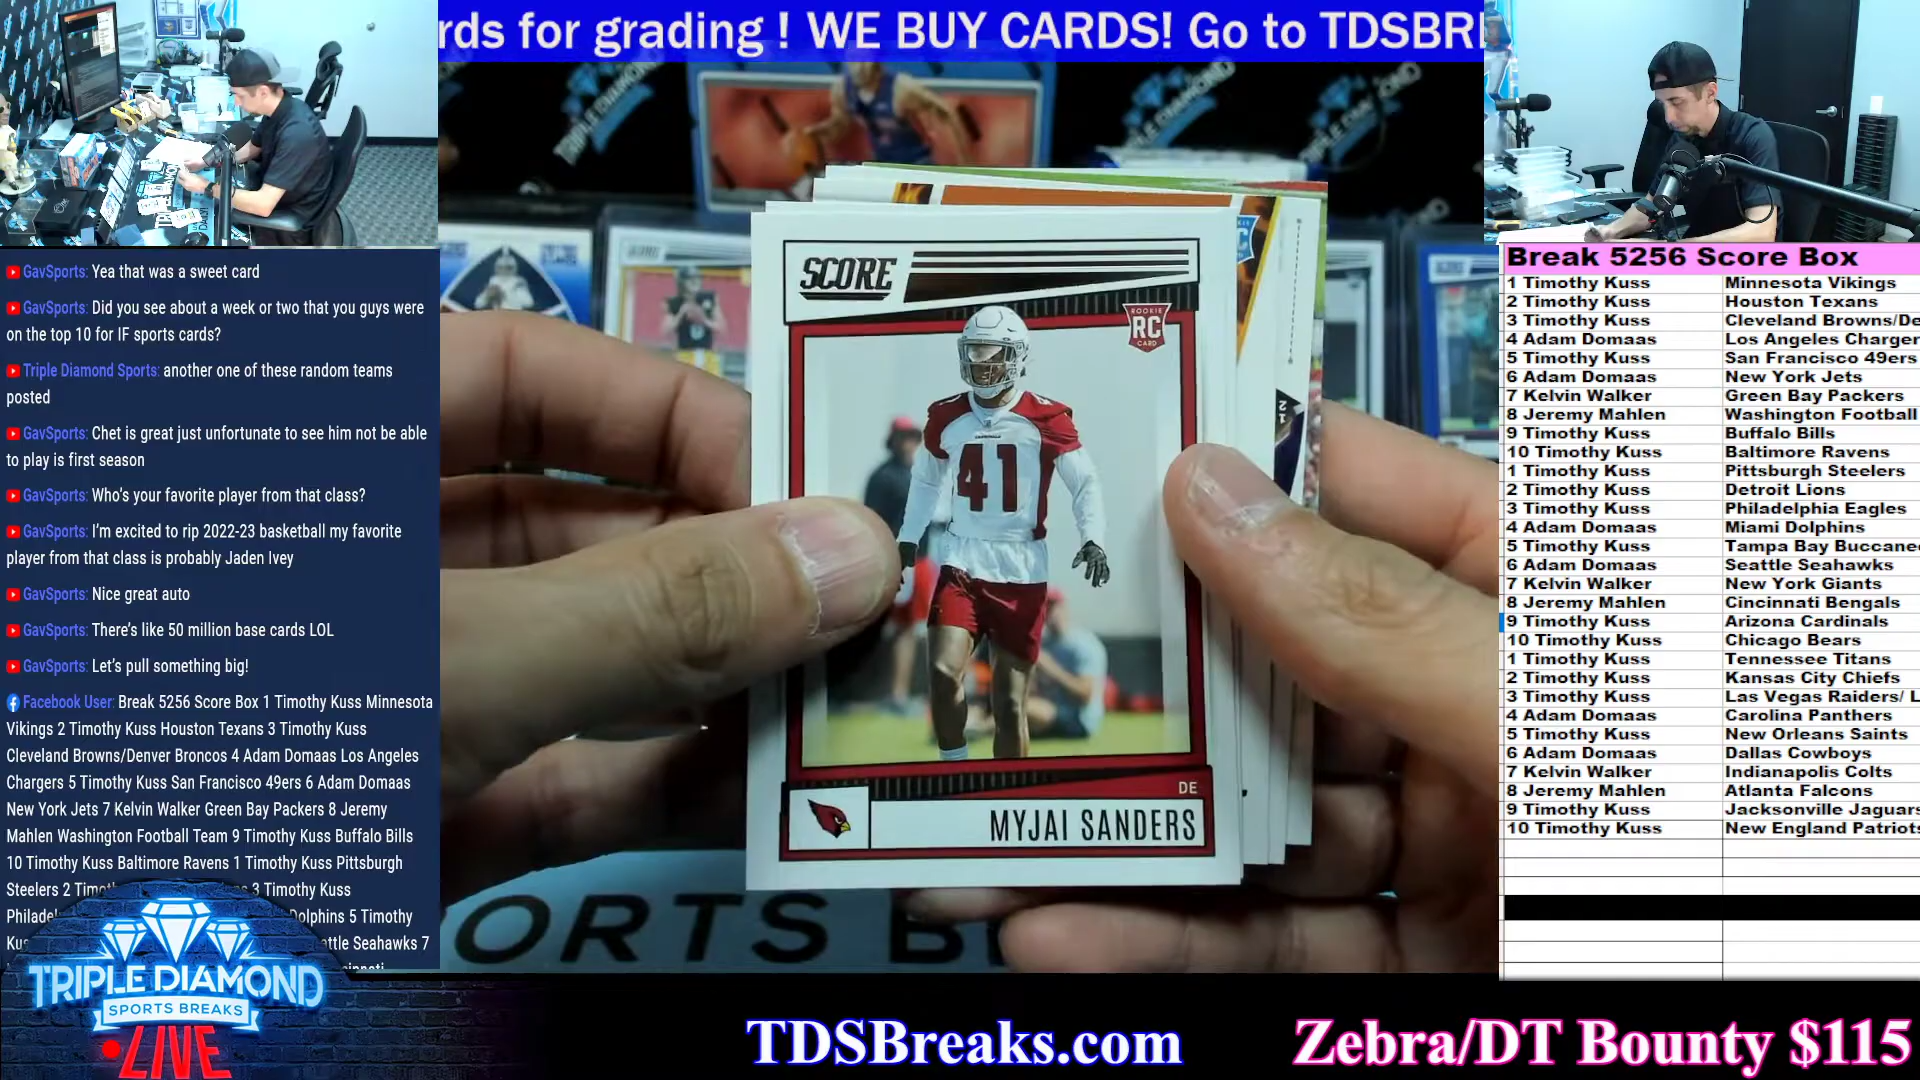 rds for grading ! WE BUY CARDS! Go to TDSBR
GavSports: Yea that was a sweet card
GavSports: Did you see about a week or two that you guys were
on the top 10 for IF sports cards?
Triple Diamond Sports: another one of these random teams
posted
GavSports: Chet is great just unfortunate to see him not be able
to play is first season
GavSports: Who's your favorite player from that class?
GavSports: I'm excited to rip 2022-23 basketball my favorite
player from that class is probably Jaden Ivey
GavSports: Nice great auto
GavSports: There's like 50 million base cards LOL
GavSports: Let's pull something big!
Facebook User: Break 5256 Score Box 1 Timothy Kuss Minnesota
Vikings 2 Timothy Kuss Houston Texans 3 Timothy Kuss
Cleveland Browns/Denver Broncos 4 Adam Domaas Los Angeles
Chargers 5 Timothy Kuss San Francisco 49ers 6 Adam Domaas
New York Jets 7 Kelvin Walker Green Bay Packers 8 Jeremy
Mahlen Washington Football Team 9 Timothy Kuss Buffalo Bills
10 Timothy Kuss Baltimore Ravens 1 Timothy Kuss Pittsburgh
Steelers 2 3 Timothy Kuss
Dolphins 5 Timothy
Seahawks 7
TRIPLE DIAMOND
SPORTS BREAKS
LIVE
TRIPLE DIAMOND
SCORE
ROOKIE
RC
CARD
41
DE
MYJAI SANDERS
ORTS B
Break 5256 Score Box
1 Timothy Kuss Minnesota Vikings
2 Timothy Kuss Houston Texans
3 Timothy Kuss Cleveland Browns/De
4 Adam Domaas Los Angeles Charger
5 Timothy Kuss San Francisco 49ers
6 Adam Domaas New York Jets
7 Kelvin Walker Green Bay Packers
8 Jeremy Mahlen Washington Football
9 Timothy Kuss Buffalo Bills
10 Timothy Kuss Baltimore Ravens
1 Timothy Kuss Pittsburgh Steelers
2 Timothy Kuss Detroit Lions
3 Timothy Kuss Philadelphia Eagles
4 Adam Domaas Miami Dolphins
5 Timothy Kuss Tampa Bay Buccanee
6 Adam Domaas Seattle Seahawks
7 Kelvin Walker New York Giants
8 Jeremy Mahlen Cincinnati Bengals
9 Timothy Kuss Arizona Cardinals
10 Timothy Kuss Chicago Bears
1 Timothy Kuss Tennessee Titans
2 Timothy Kuss Kansas City Chiefs
3 Timothy Kuss Las Vegas Raiders/ L
4 Adam Domaas Carolina Panthers
5 Timothy Kuss New Orleans Saints
6 Adam Domaas Dallas Cowboys
7 Kelvin Walker Indianapolis Colts
8 Jeremy Mahlen Atlanta Falcons
9 Timothy Kuss Jacksonville Jaguars
10 Timothy Kuss New England Patriots
TDSBreaks.com
Zebra/DT Bounty $115